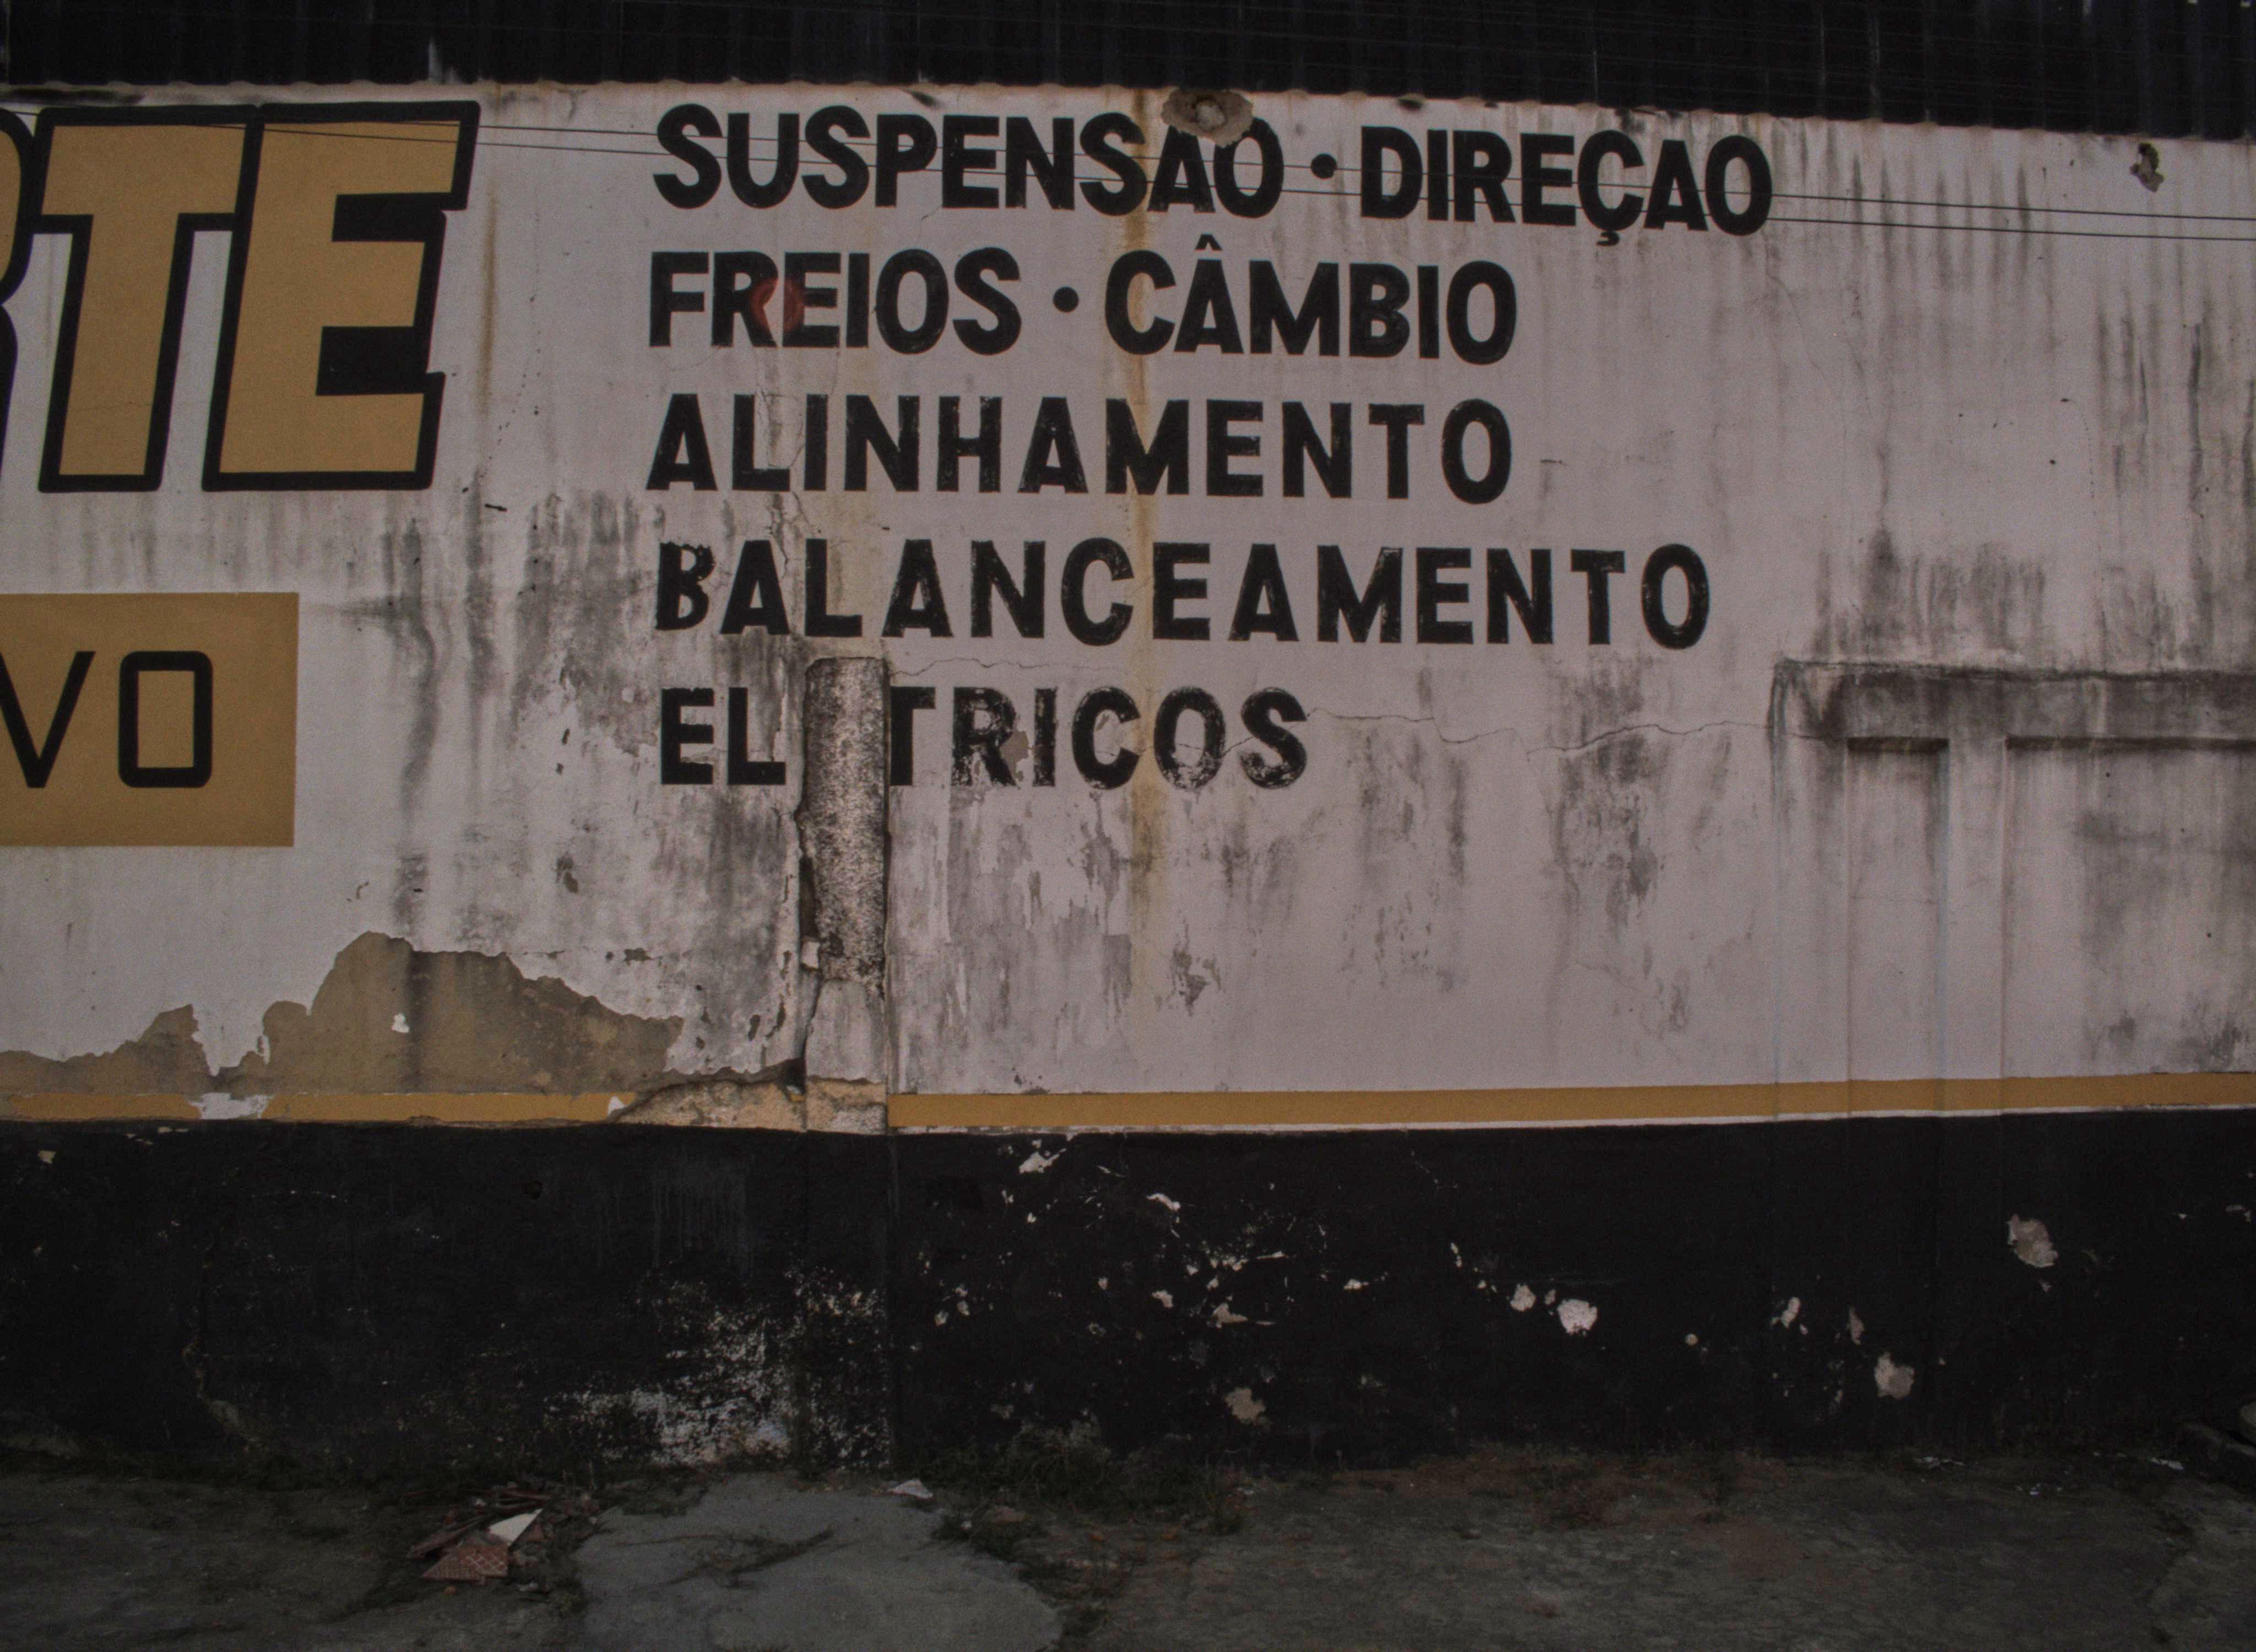 RTE
VO
SUSPENSAO • DIREÇAO
FREIOS • CÂMBIO
ALINHAMENTO
BALANCEAMENTO
EL TRICOS